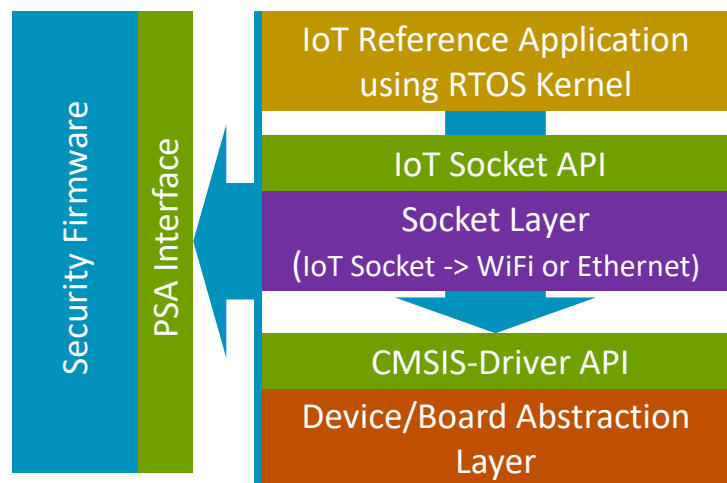 Security Firmware
PSA Interface
IoT Reference Application
using RTOS Kernel
IoT Socket API
Socket Layer
(IoT Socket -> WiFi or Ethernet)
CMSIS-Driver API
Device/Board Abstraction
Layer